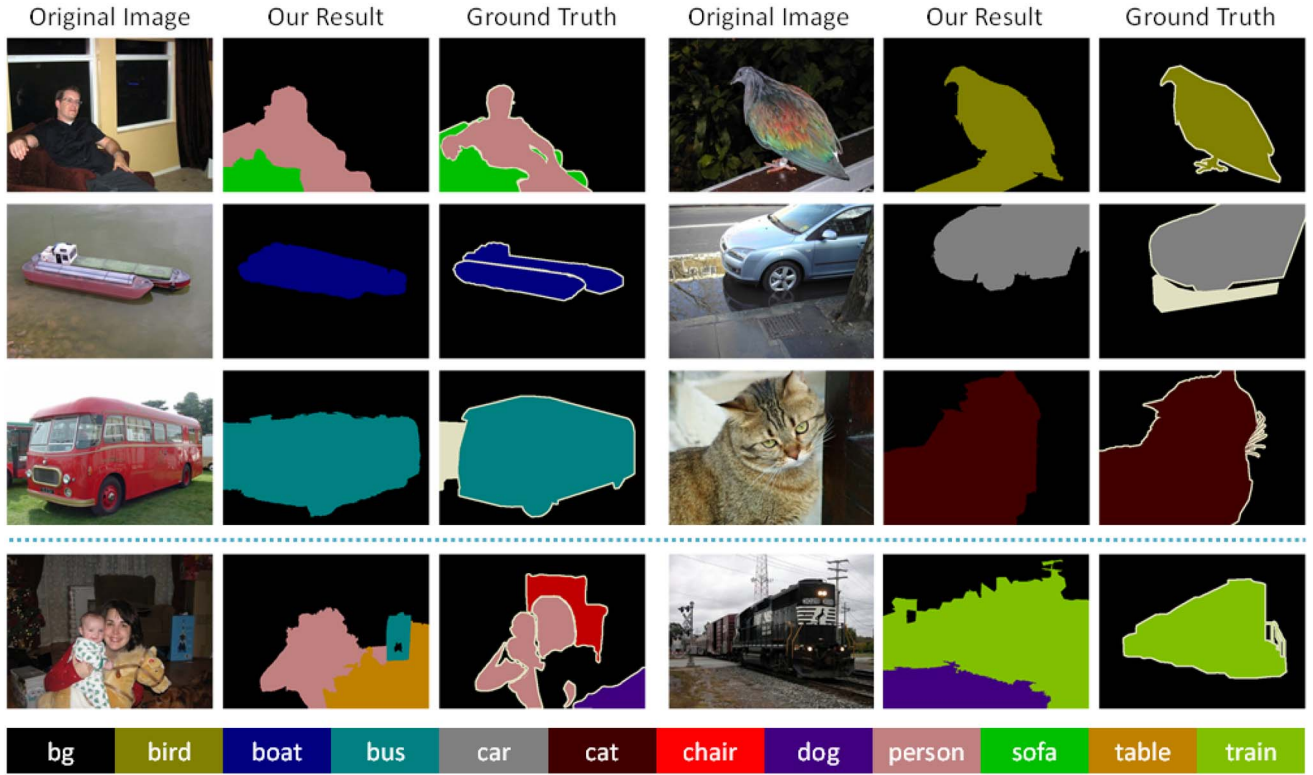 Original Image Our Result Ground Truth Original Image Our Result Ground Truth
bg bird boat bus car cat chair dog person sofa table train